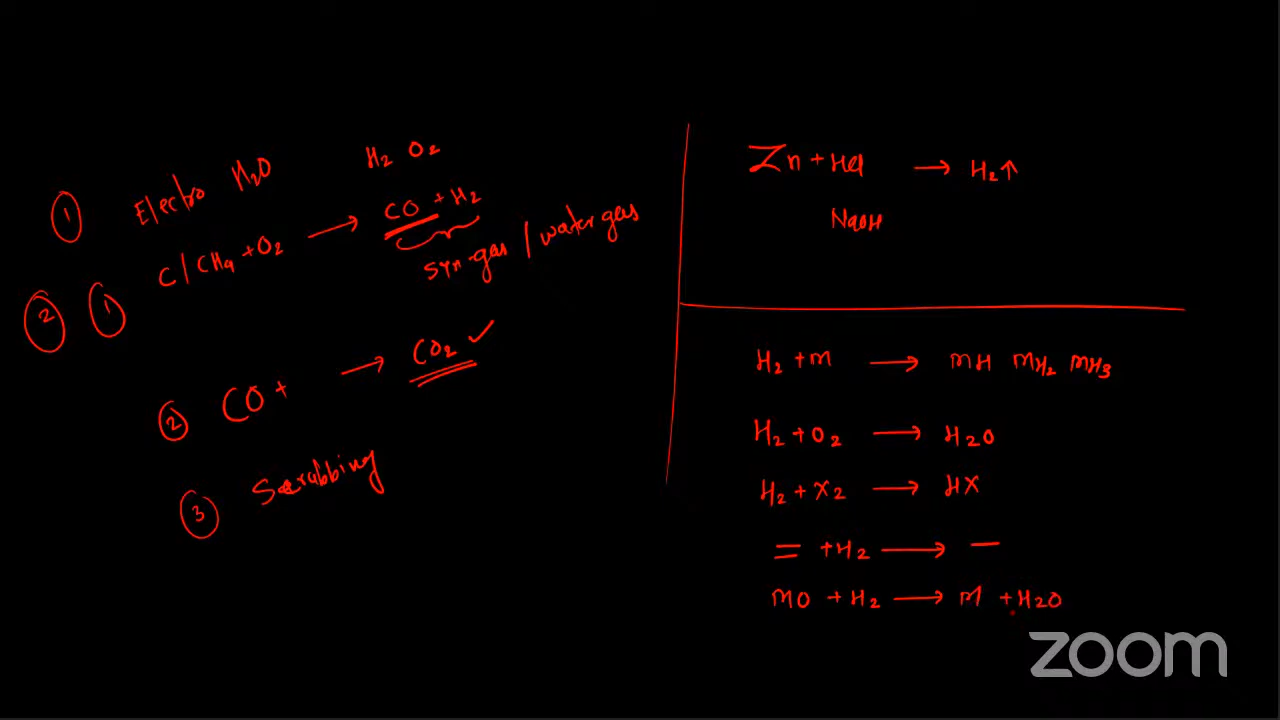 ① Electro H2O H2 O2
② ① C/CH4 + O2 → CO + H2
syn-gas / water gas
② CO + → CO2 ✓
③ Scrabbing
Zn + HCl → H2↑
NaOH
H2 + M → MH MH2 MH3
H2 + O2 → H2O
H2 + X2 → HX
= + H2 → —
MO + H2 → M + H2O
zoom